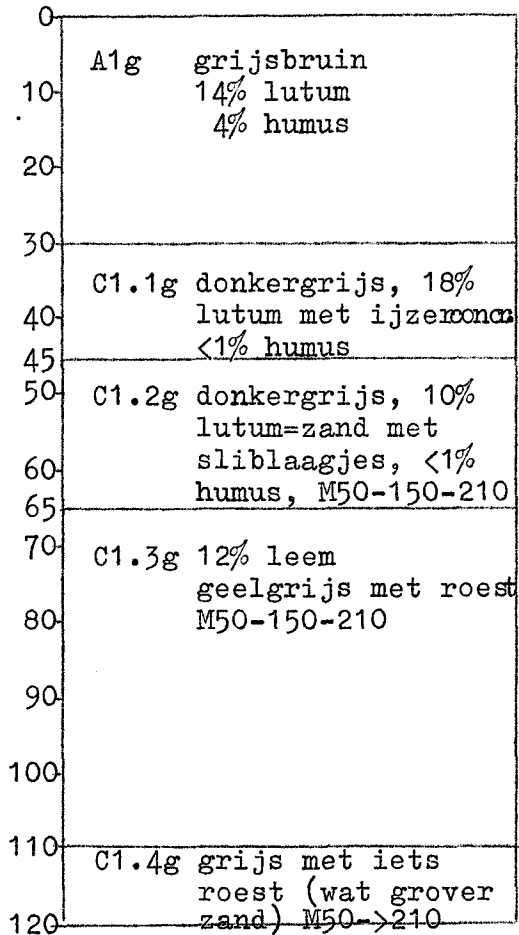 0
A1g grijsbruin
10 14% lutum
4% humus
20
30
C1.1g donkergrijs, 18%
40 lutum met
45 <1% humus
50 C1.2g donkergrijs, 10%
lutum=zand met
60 sliblaagjes, <1%
65 humus, M50-150-210
70 C1.3g 12% leem
geelgrijs met roest
80 M50-150-210
90
100
110
C1.4g grijs met iets
roest (wat grover
120 zand) M50->210